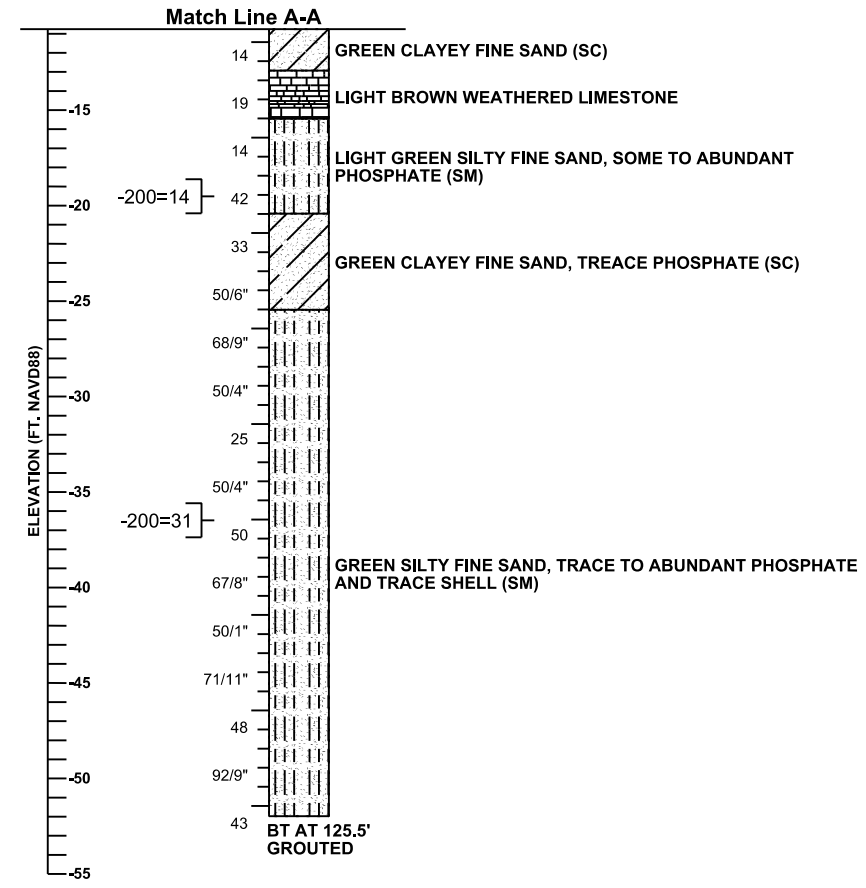 Match Line A-A
14
GREEN CLAYEY FINE SAND (SC)
19
LIGHT BROWN WEATHERED LIMESTONE
-15
14
LIGHT GREEN SILTY FINE SAND, SOME TO ABUNDANT
PHOSPHATE (SM)
-200=14
42
-20
33
GREEN CLAYEY FINE SAND, TREACE PHOSPHATE (SC)
50/6"
-25
68/9"
50/4"
-30
25
ELEVATION (FT. NAVD88)
50/4"
-35
-200=31
50
GREEN SILTY FINE SAND, TRACE TO ABUNDANT PHOSPHATE
AND TRACE SHELL (SM)
67/8"
-40
50/1"
71/11"
-45
48
92/9"
-50
43
BT AT 125.5'
GROUTED
-55